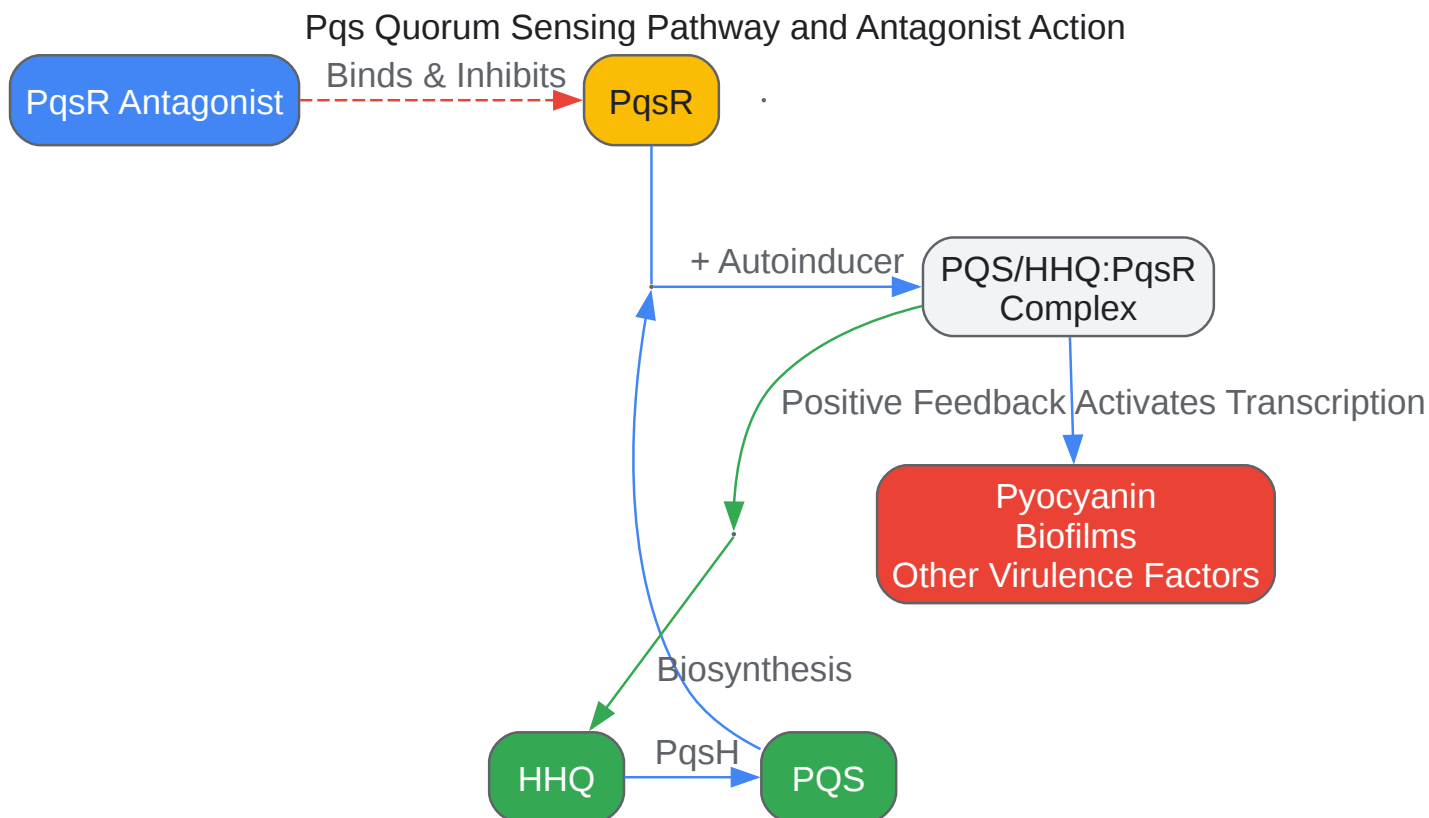 Pqs Quorum Sensing Pathway and Antagonist Action
PqsR Antagonist
Binds & Inhibits
PqsR
+ Autoinducer
PQS/HHQ:PqsR
Complex
Positive Feedback
Activates Transcription
Pyocyanin
Biofilms
Other Virulence Factors
Biosynthesis
HHQ
PqsH
PQS